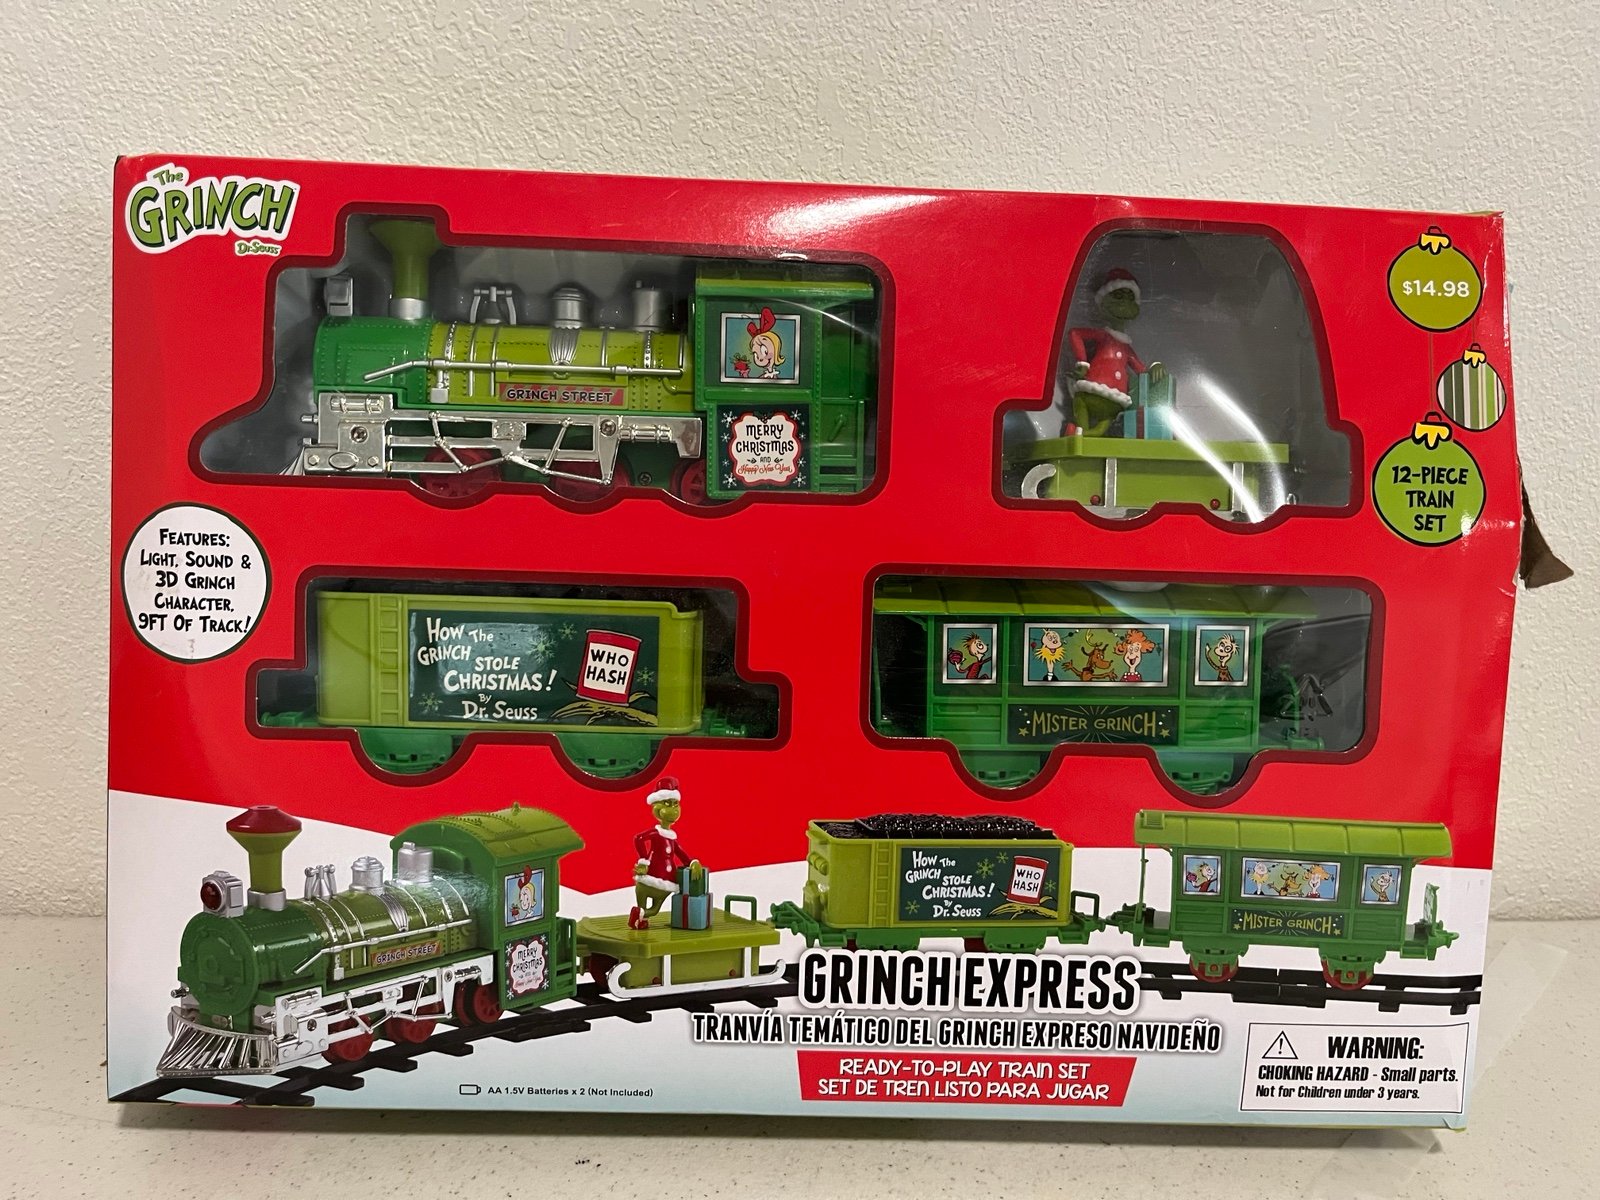 The
GRINCH
Dr. Seuss
$14.98
12-PIECE
TRAIN
SET
GRINCH STREET
MERRY
CHRISTMAS
AND
Happy New Year
FEATURES:
LIGHT, SOUND &
3D GRINCH
CHARACTER,
9FT OF TRACK!
HOW THE
GRINCH
STOLE
CHRISTMAS!
By
Dr. Seuss
WHO
HASH
MISTER GRINCH
GRINCH STREET
MERRY
CHRISTMAS
HOW THE
GRINCH
STOLE
CHRISTMAS!
By
Dr. Seuss
WHO
HASH
MISTER GRINCH
GRINCH EXPRESS
TRANVÍA TEMÁTICO DEL GRINCH EXPRESO NAVIDEÑO
READY-TO-PLAY TRAIN SET
SET DE TREN LISTO PARA JUGAR
AA 1.5V Batteries x 2 (Not Included)
WARNING:
CHOKING HAZARD - Small parts.
Not for Children under 3 years.